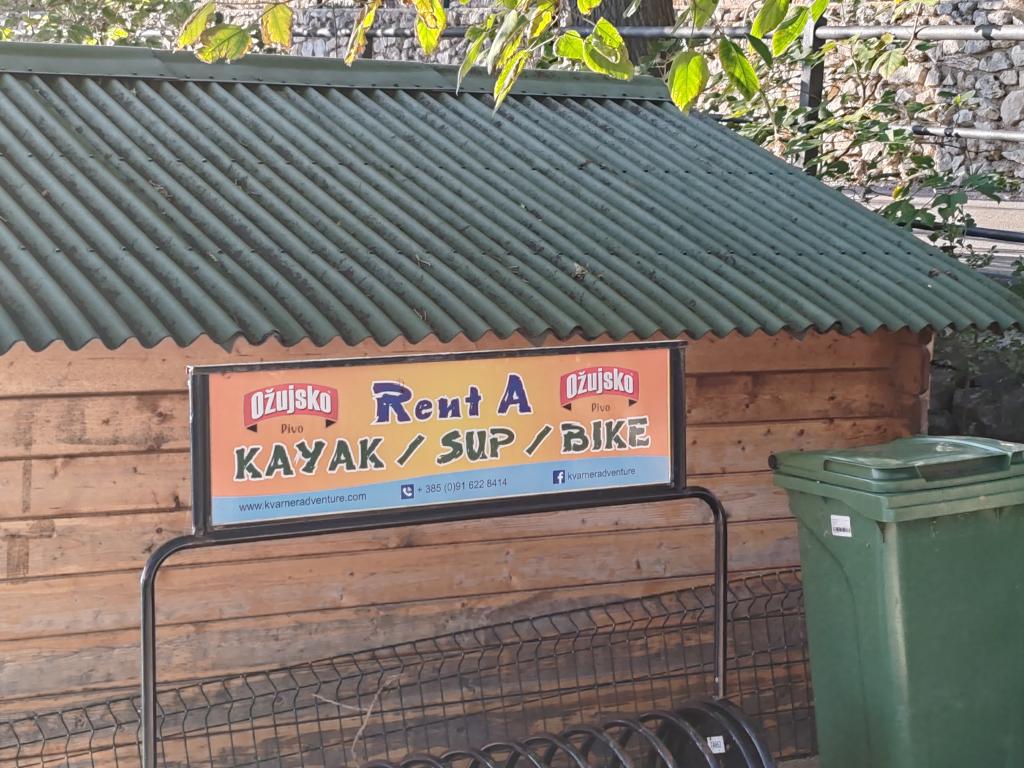 Ožujsko
Pivo
Rent A
Ožujsko
Pivo
KAYAK / SUP / BIKE
www.kvarneradventure.com
+ 385 (0)91 622 8414
kvarneradventure